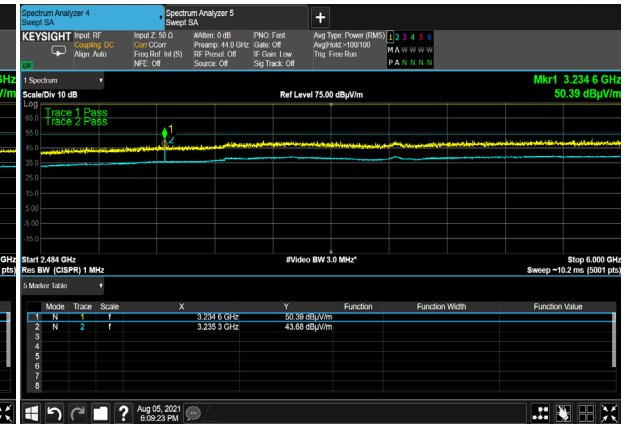 Spectrum Analyzer 4
Swept SA
Spectrum Analyzer 5
Swept SA
+
KEYSIGHT
Input: RF
Coupling: DC
Align: Auto
Input Z: 50 Ω
Corr CCorr
Freq Ref: Int (S)
NFE: Off
#Atten: 0 dB
Preamp: 44.0 GHz
RF Preset: Off
Source: Off
PNO: Fast
Gate: Off
IF Gain: Low
Sig Track: Off
Avg Type: Power (RMS)
Avg|Hold:>100/100
Trig: Free Run
1 2 3 4 5 6
M A W W W W
P A N N N N
1 Spectrum
Scale/Div 10 dB
Ref Level 75.00 dBµV/m
Mkr1 3.234 6 GHz
50.39 dBµV/m
Log
Trace 1 Pass
Trace 2 Pass
65.0
55.0
45.0
35.0
25.0
15.0
5.00
-5.00
-15.0
1
2
GHz
V/m
GHz
pts)
Start 2.484 GHz
Res BW (CISPR) 1 MHz
#Video BW 3.0 MHz*
Stop 6.000 GHz
Sweep ~10.2 ms (5001 pts)
5 Marker Table
Mode Trace Scale X Y Function Function Width Function Value
1 N 1 f 3.234 6 GHz 50.39 dBµV/m
2 N 2 f 3.235 3 GHz 43.68 dBµV/m
3
4
5
6
7
8
?
Aug 05, 2021
6:09:23 PM